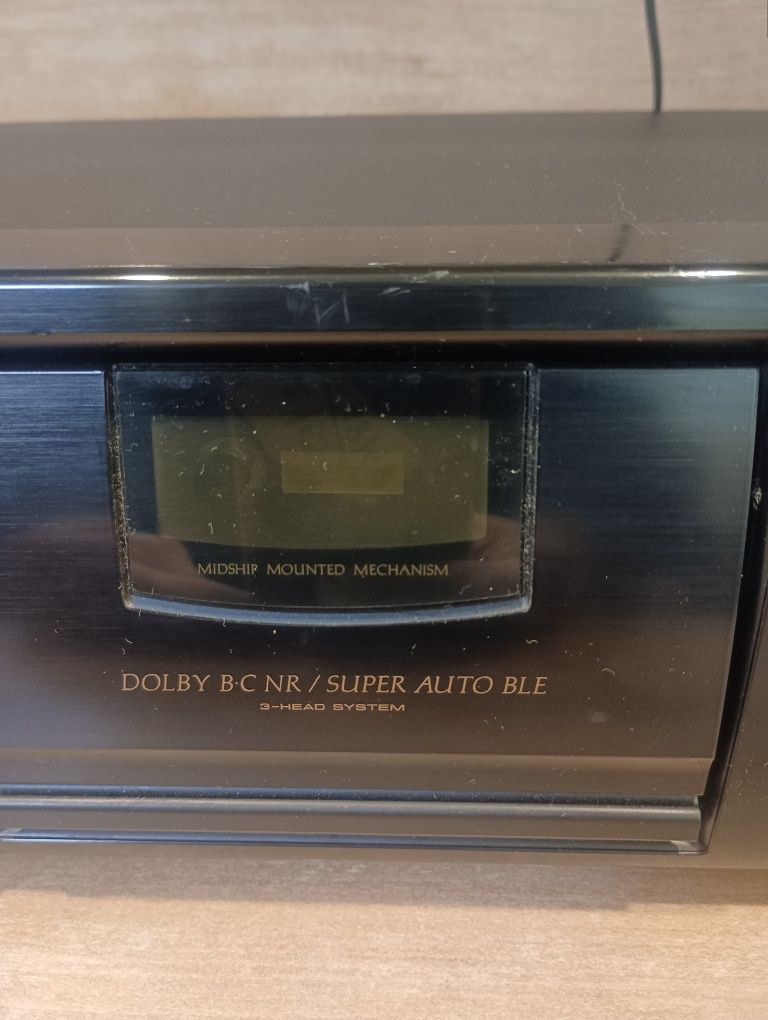 MIDSHIP MOUNTED MECHANISM
DOLBY B·C NR / SUPER AUTO BLE
3-HEAD SYSTEM